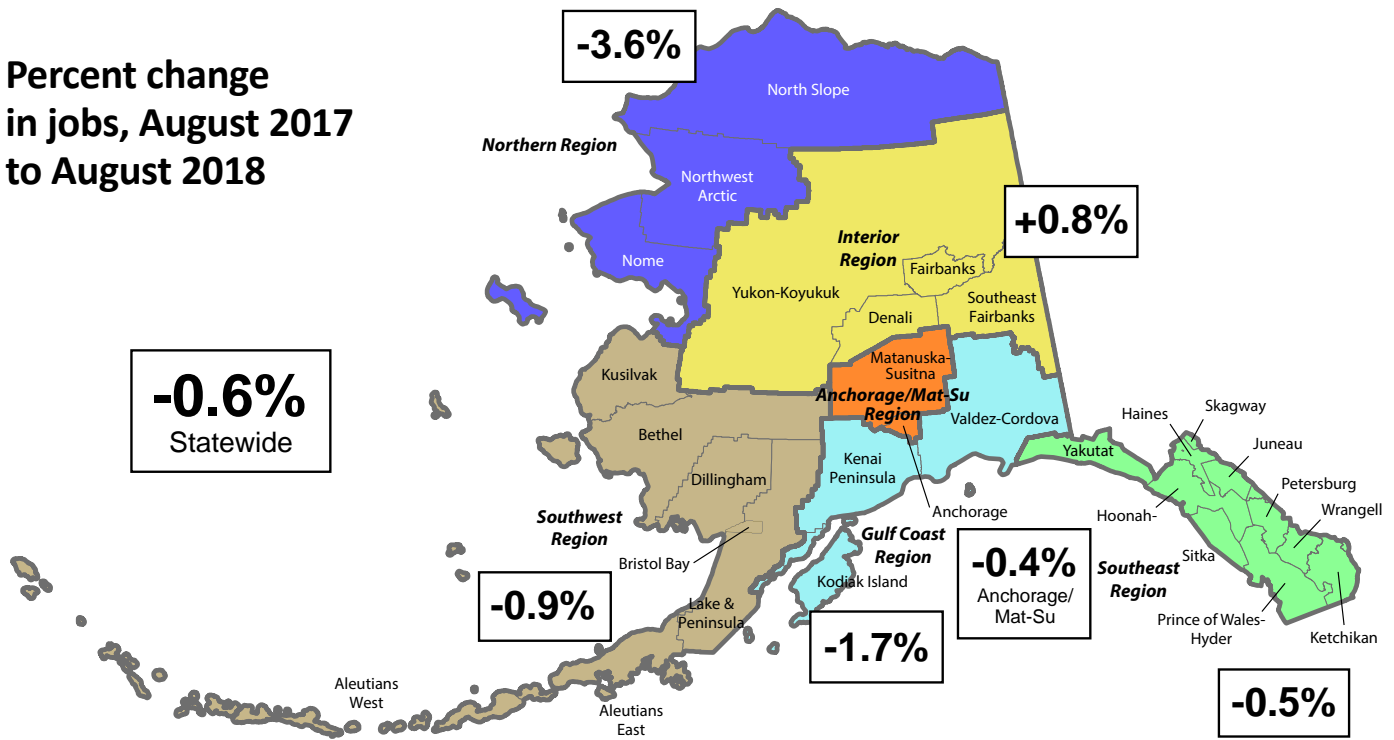 Percent change
in jobs, August 2017
to August 2018
-3.6%
North Slope
Northern Region
Northwest
Arctic
+0.8%
Interior
Region
Nome
Fairbanks
Yukon-Koyukuk
Southeast
Fairbanks
Denali
-0.6%
Statewide
Kusilvak
Matanuska-
Susitna
Anchorage/Mat-Su
Region
Valdez-Cordova
Haines
Skagway
Bethel
Yakutat
Juneau
Kenai
Peninsula
Dillingham
Petersburg
Wrangell
Anchorage
Hoonah-
Southwest
Region
Gulf Coast
Region
Bristol Bay
Sitka
-0.4%
Anchorage/
Mat-Su
Southeast
Region
Kodiak Island
-0.9%
Lake &
Peninsula
Prince of Wales-
Hyder
Ketchikan
-1.7%
Aleutians
West
Aleutians
East
-0.5%